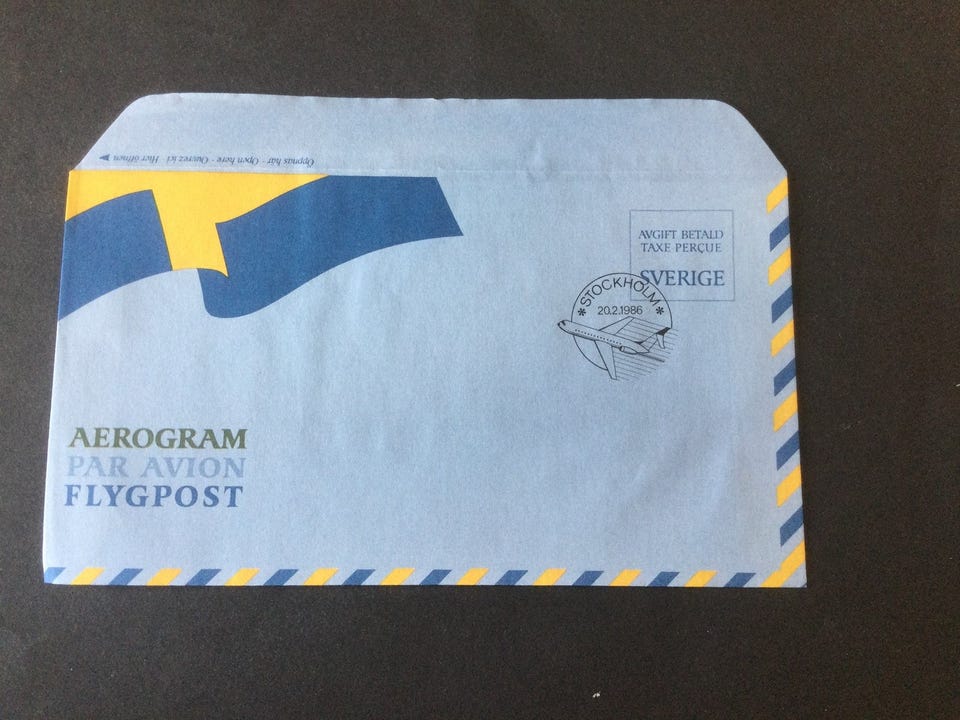 Öppnas här · Open here · Ouvrez ici · Hier öffnen
AVGIFT BETALD
TAXE PERÇUE
SVERIGE
* STOCKHOLM *
20.2.1986
AEROGRAM
PAR AVION
FLYGPOST